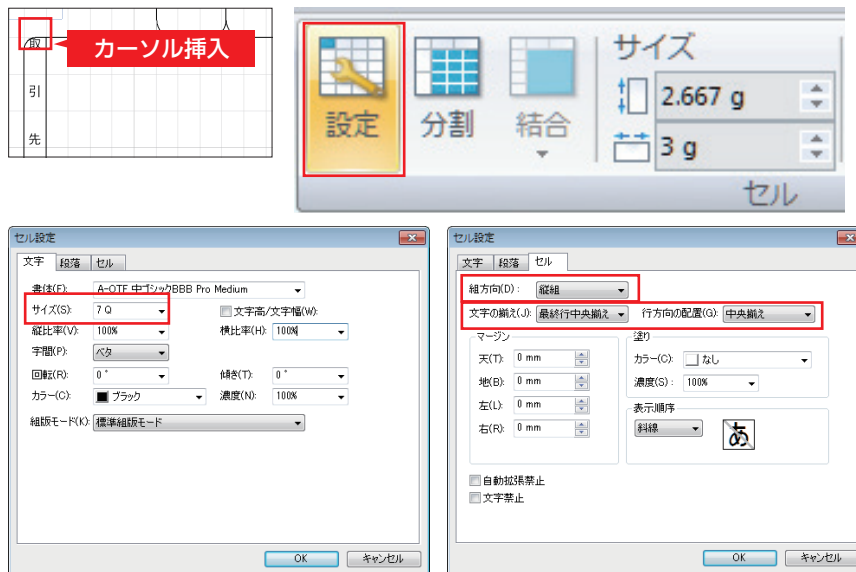 取
引
先
カーソル挿入
設定
分割
結合
サイズ
2.667 g
3 g
セル
セル設定
文字 段落 セル
書体(F): A-OTF 中ゴシックBBB Pro Medium
サイズ(S): 7 Q 文字高/文字幅(W):
縦比率(V): 100% 横比率(H): 100%
字間(P): ベタ
回転(R): 0 ° 傾き(T): 0 °
カラー(C): ブラック 濃度(N): 100%
組版モード(K): 標準組版モード
OK キャンセル
セル設定
文字 段落 セル
組方向(D): 縦組
文字の揃え(J): 最終行中央揃え 行方向の配置(G): 中央揃え
マージン
天(T): 0 mm
地(B): 0 mm
左(L): 0 mm
右(R): 0 mm
塗り
カラー(C): なし
濃度(S): 100%
表示順序
斜線 あ
自動拡張禁止
文字禁止
OK キャンセル